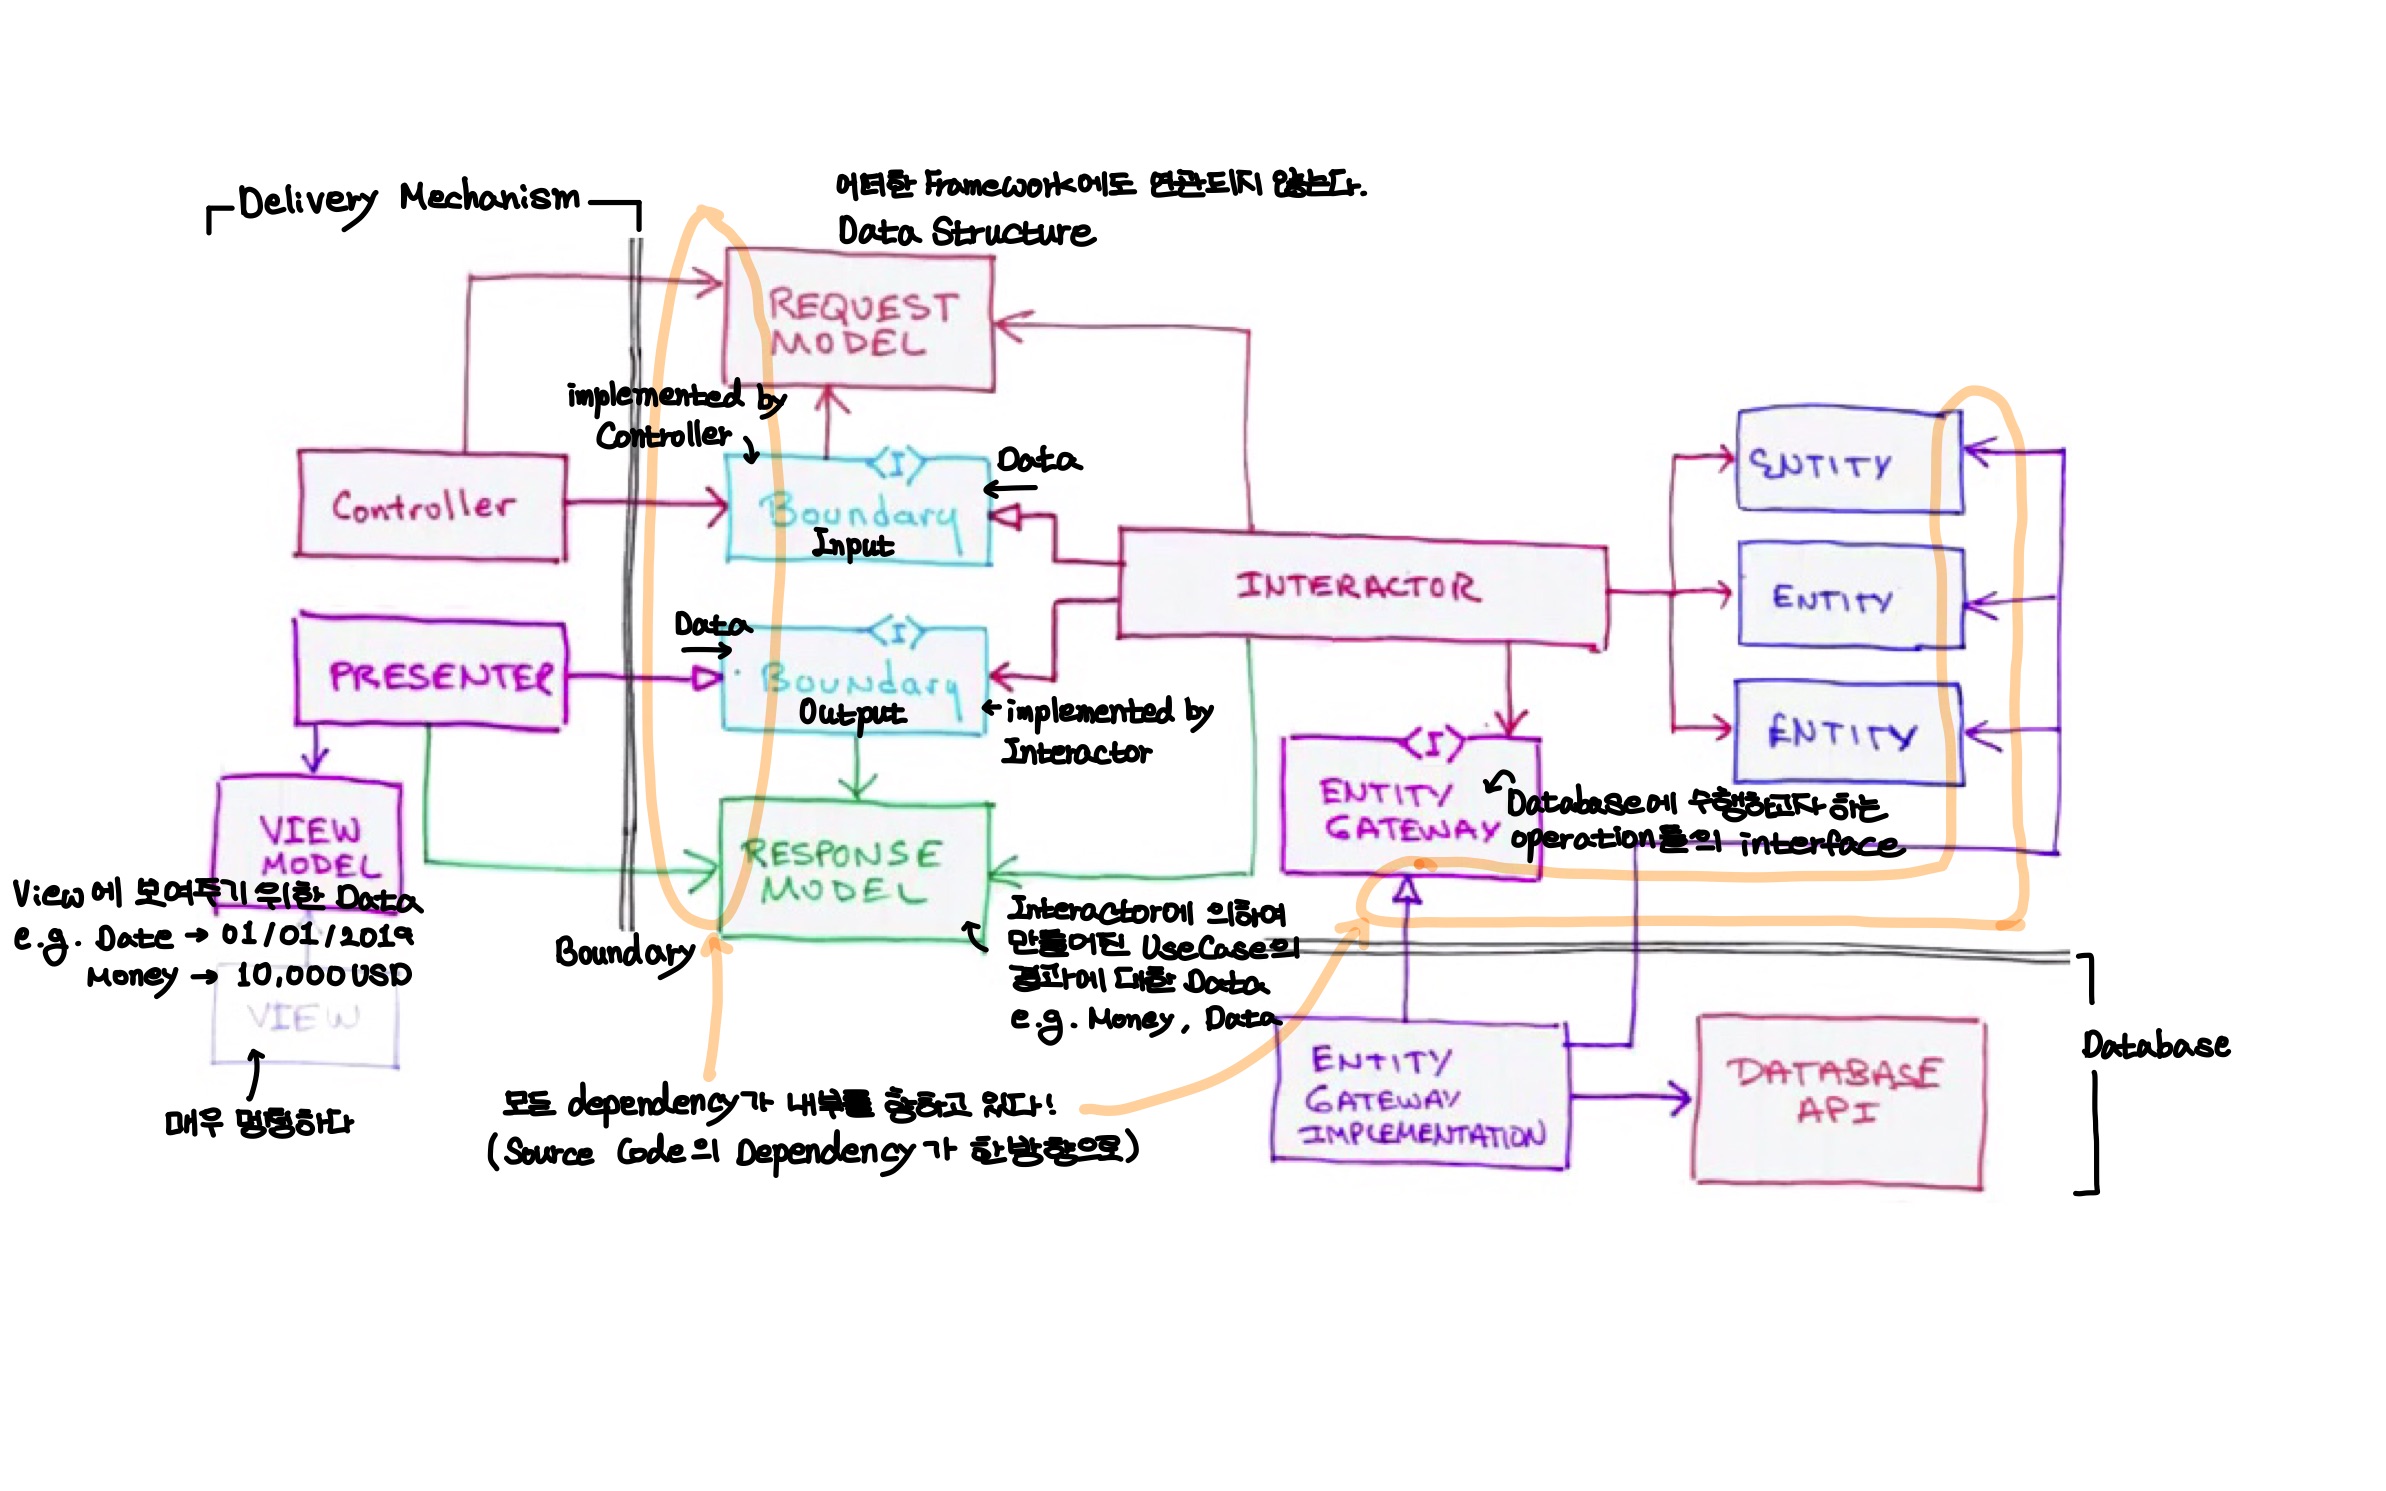 Delivery Mechanism
어떠한 Framework에도 연관되지 않는다.
Data Structure
REQUEST
MODEL
implemented by
Controller
Controller
<I>
Boundary
Input
Data
INTERACTOR
ENTITY
ENTITY
ENTITY
PRESENTER
Data
<I>
Boundary
Output
implemented by
Interactor
<I>
ENTITY
GATEWAY
Database에 수행하고자 하는
operation들의 interface
VIEW
MODEL
View에 보여주기 위한 Data
e.g. Date → 01/01/2019
Money → 10,000 USD
VIEW
매우 멍텅하다
RESPONSE
MODEL
Boundary
Interactor에 의하여
만들어진 UseCase의
결과에 대한 Data
e.g. Money, Data
모든 dependency가 내부를 향하고 있다!
(Source Code의 Dependency가 한방향으로)
ENTITY
GATEWAY
IMPLEMENTATION
DATABASE
API
Database